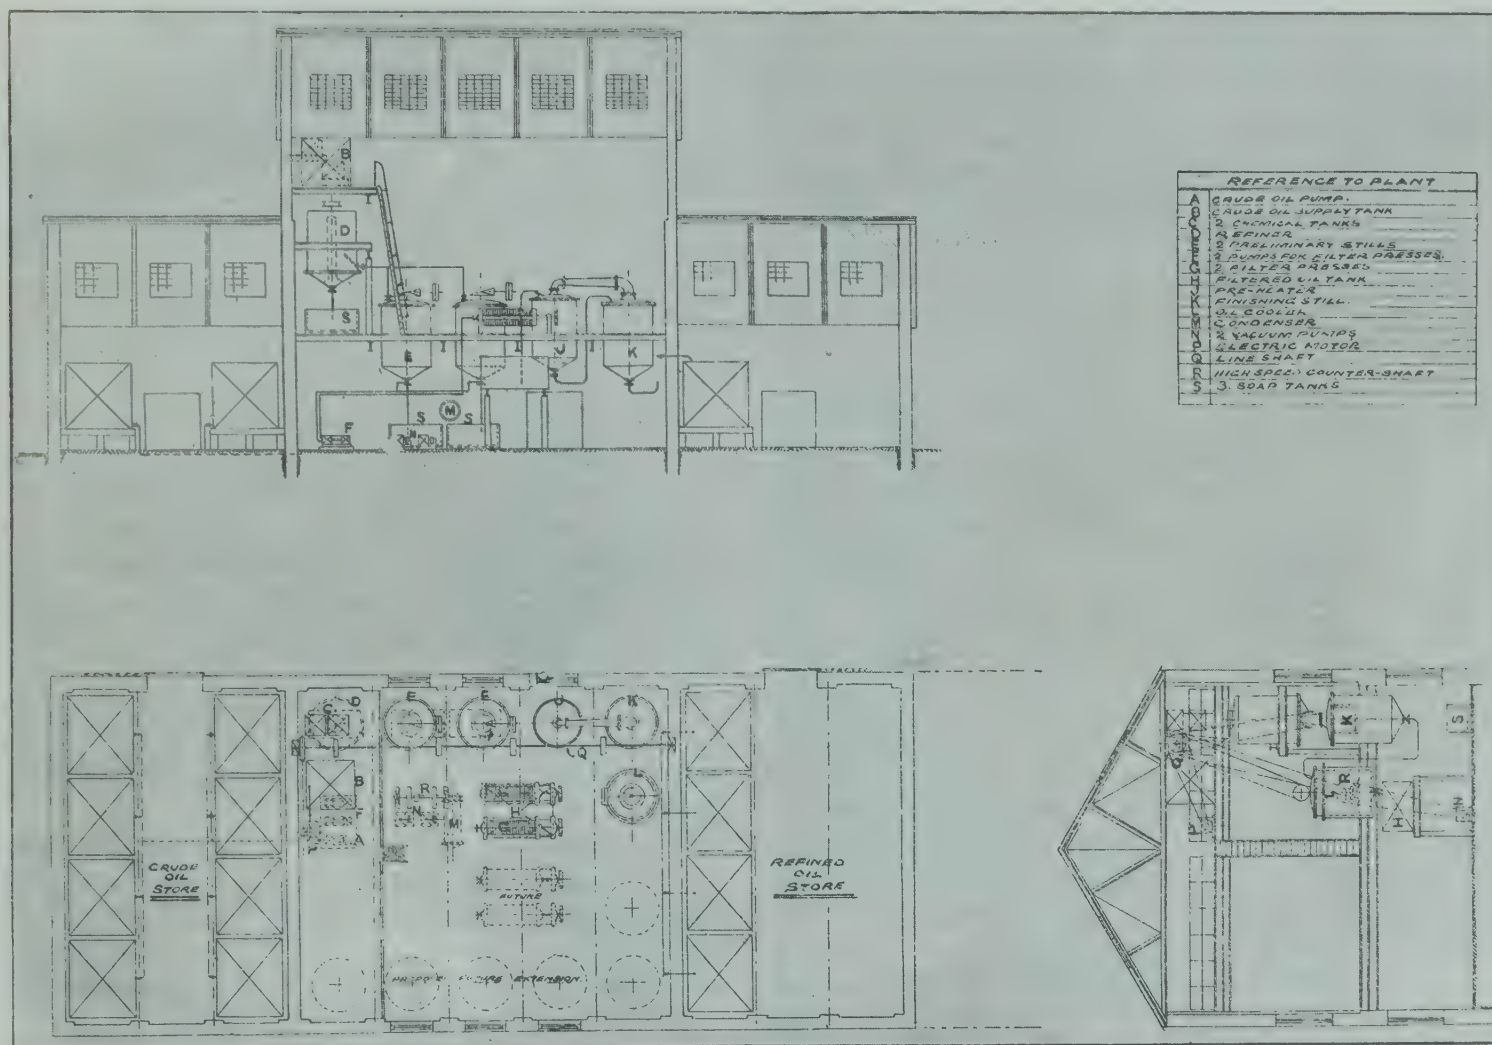 REFERENCE TO PLANT
A CRUDE OIL PUMP.
B CRUDE OIL SUPPLY TANK
C 2 CHEMICAL TANKS
D REFINER
E 2 PRELIMINARY STILLS
F 2 PUMPS FOR FILTER PRESSES.
G 2 FILTER PRESSES
H FILTERED OIL TANK
J PRE-HEATER
K FINISHING STILL.
L OIL COOLER
M CONDENSER
N 2 VACUUM PUMPS
P ELECTRIC MOTOR
Q LINE SHAFT
R HIGH SPEED COUNTER-SHAFT
S 3. SOAP TANKS
B
D
S
E
J
K
F
S
M
S
D
C
E
E
J
K
Q
B
R
L
N
H
F
M
G
A
CRUDE
OIL
STORE
REFINED
OIL
STORE
FUTURE
FUTURE EXTENSION
K
S
Q
R
L
H
N
P